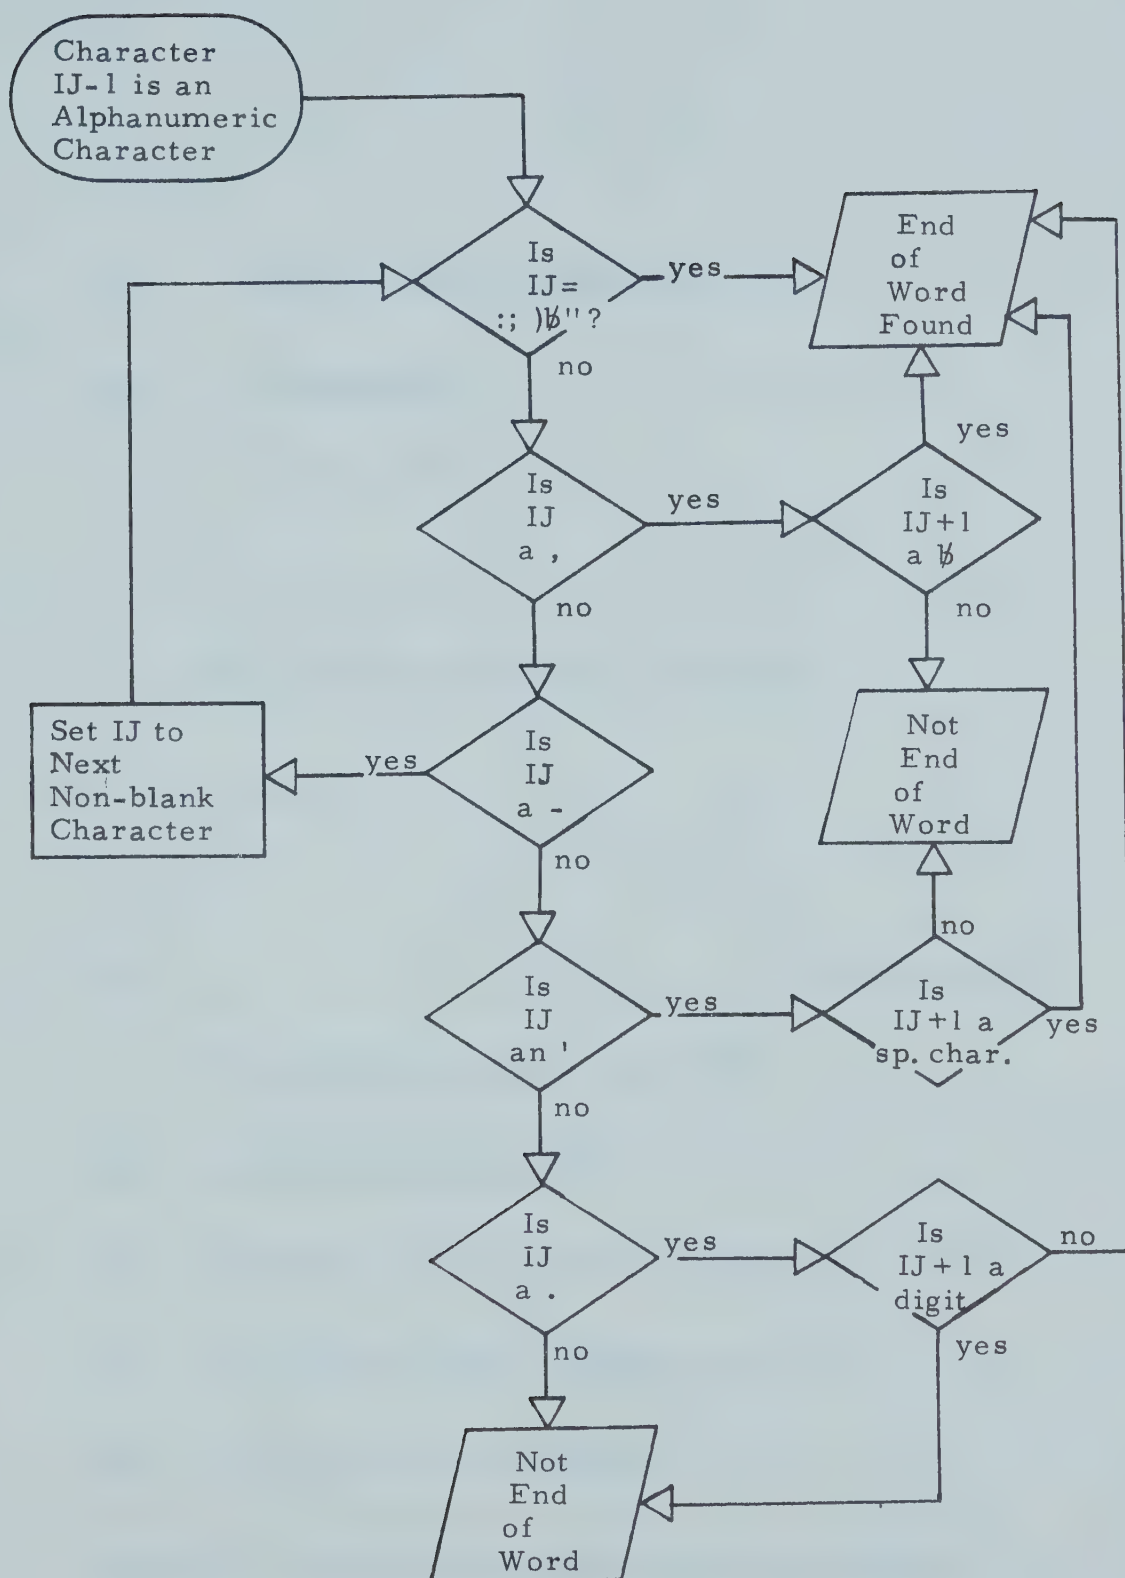 Character
IJ-1 is an
Alphanumeric
Character
Is
IJ=
:; )b̸"?
yes
no
End
of
Word
Found
Is
IJ
a ,
yes
no
Is
IJ+1
a b̸
yes
no
Set IJ to
Next
Non-blank
Character
yes
Is
IJ
a -
no
Not
End
of
Word
Is
IJ
an '
yes
no
no
Is
IJ+1 a
sp. char.
yes
Is
IJ
a .
yes
no
Is
IJ+1 a
digit
no
yes
Not
End
of
Word